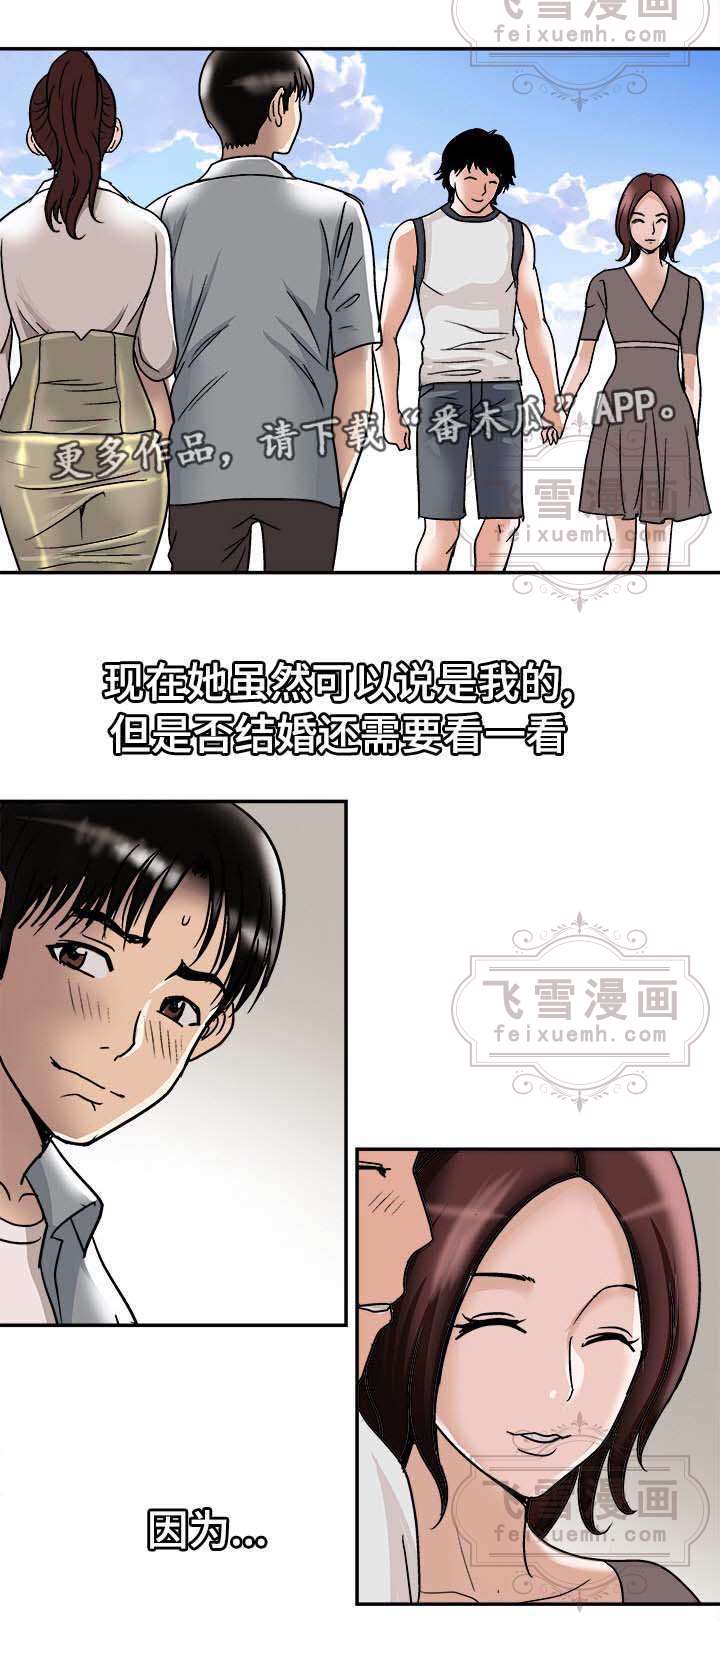 飞雪漫画
feixuemh.com
更多作品，请下载“番木瓜”APP。
飞雪漫画
feixuemh.com
现在她虽然可以说是我的,
但是否结婚还需要看一看
飞雪漫画
feixuemh.com
飞雪漫画
feixuemh.com
因为...